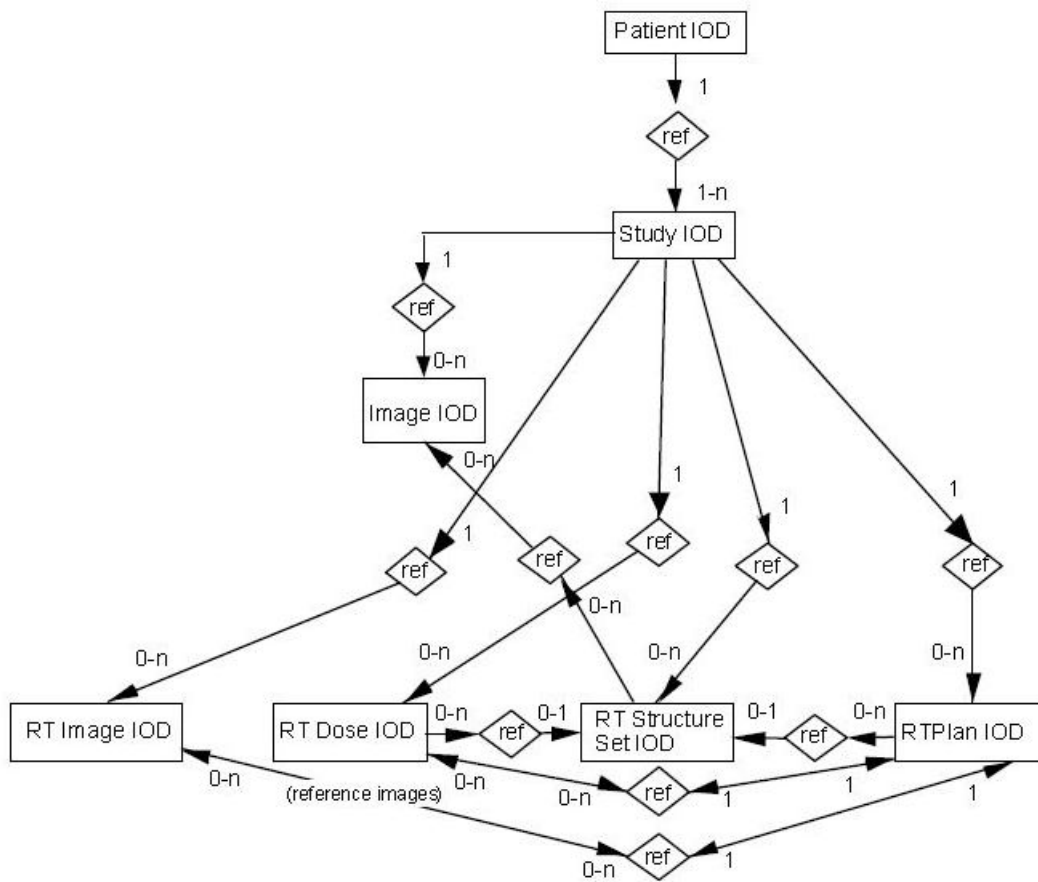 Patient IOD
1
ref
1-n
Study IOD
1
ref
0-n
Image IOD
0-n
1
ref
1
ref
ref
1
ref
1
ref
0-n
0-n
0-n
0-n
0-n
RT Image IOD
RT Dose IOD
0-n
ref
0-1
RT Structure
Set IOD
0-1
ref
0-n
RTPlan IOD
0-n
(reference images)
0-n
0-n
ref
1
1
1
0-n
ref
1